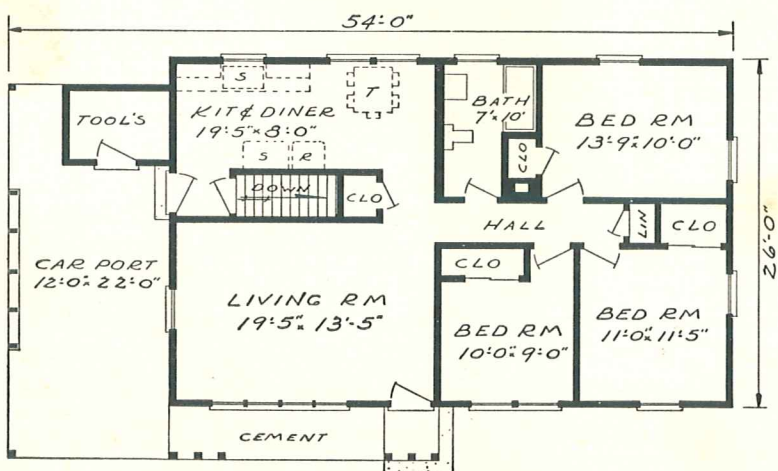 54'-0"
TOOL'S
S
T
KIT & DINER
19'-5" x 8'-0"
S
R
BATH
7' x 10'
CLO
BED RM
13'-9" x 10'-0"
DOWN
CLO
HALL
LIN
CLO
26'-0"
CAR PORT
12'-0" x 22'-0"
LIVING RM
19'-5" x 13'-5"
CLO
BED RM
10'-0" x 9'-0"
BED RM
11'-0" x 11'-5"
CEMENT